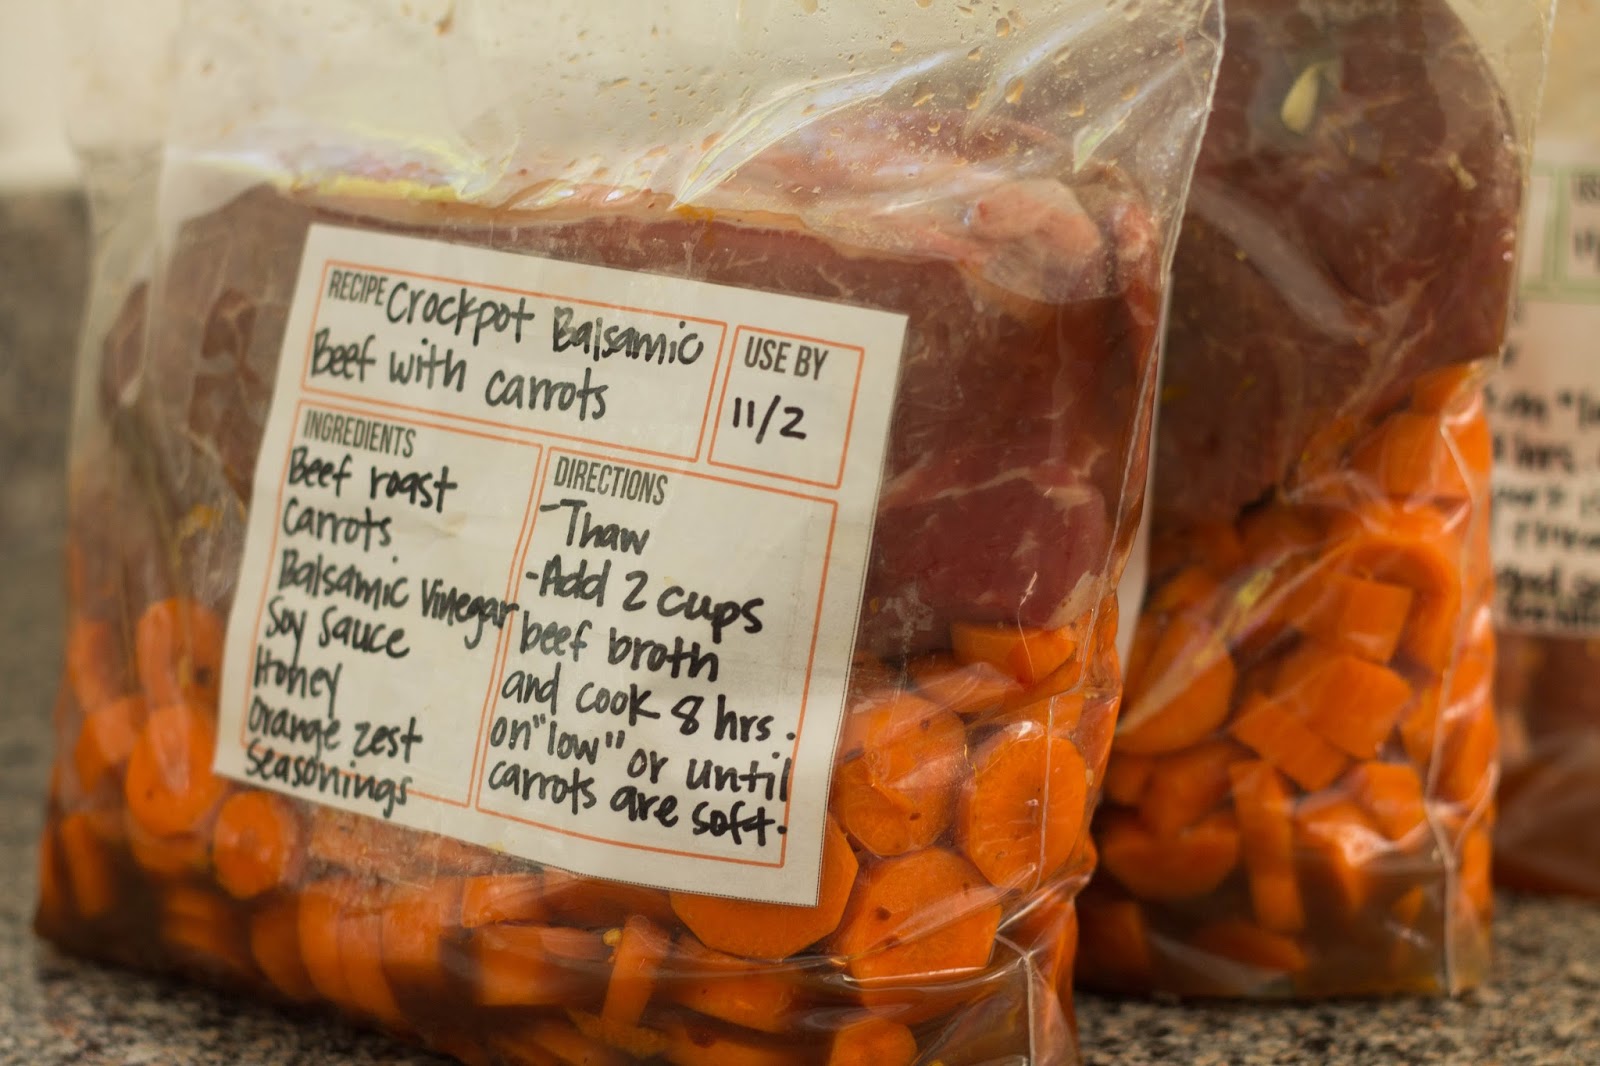 RECIPE Crockpot Balsamic
Beef with carrots
USE BY
11/2
INGREDIENTS
Beef roast
Carrots
Balsamic Vinegar
Soy Sauce
Honey
Orange zest
Seasonings
DIRECTIONS
-Thaw
-Add 2 cups
beef broth
and cook 8 hrs.
on "low" or until
carrots are soft.